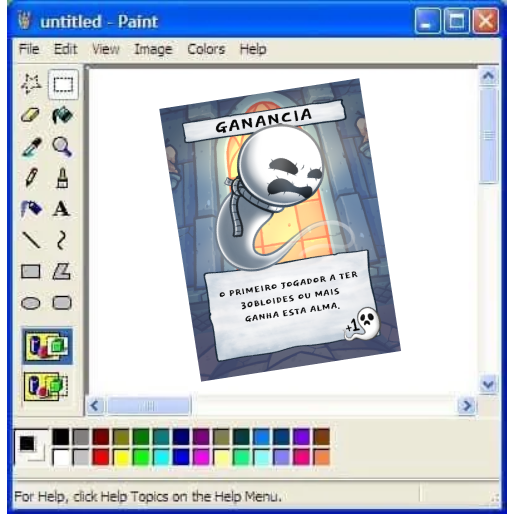 untitled - Paint
File Edit View Image Colors Help
A
GANANCIA
O PRIMEIRO JOGADOR A TER
30BLOIDES OU MAIS
GANHA ESTA ALMA.
+1
For Help, click Help Topics on the Help Menu.